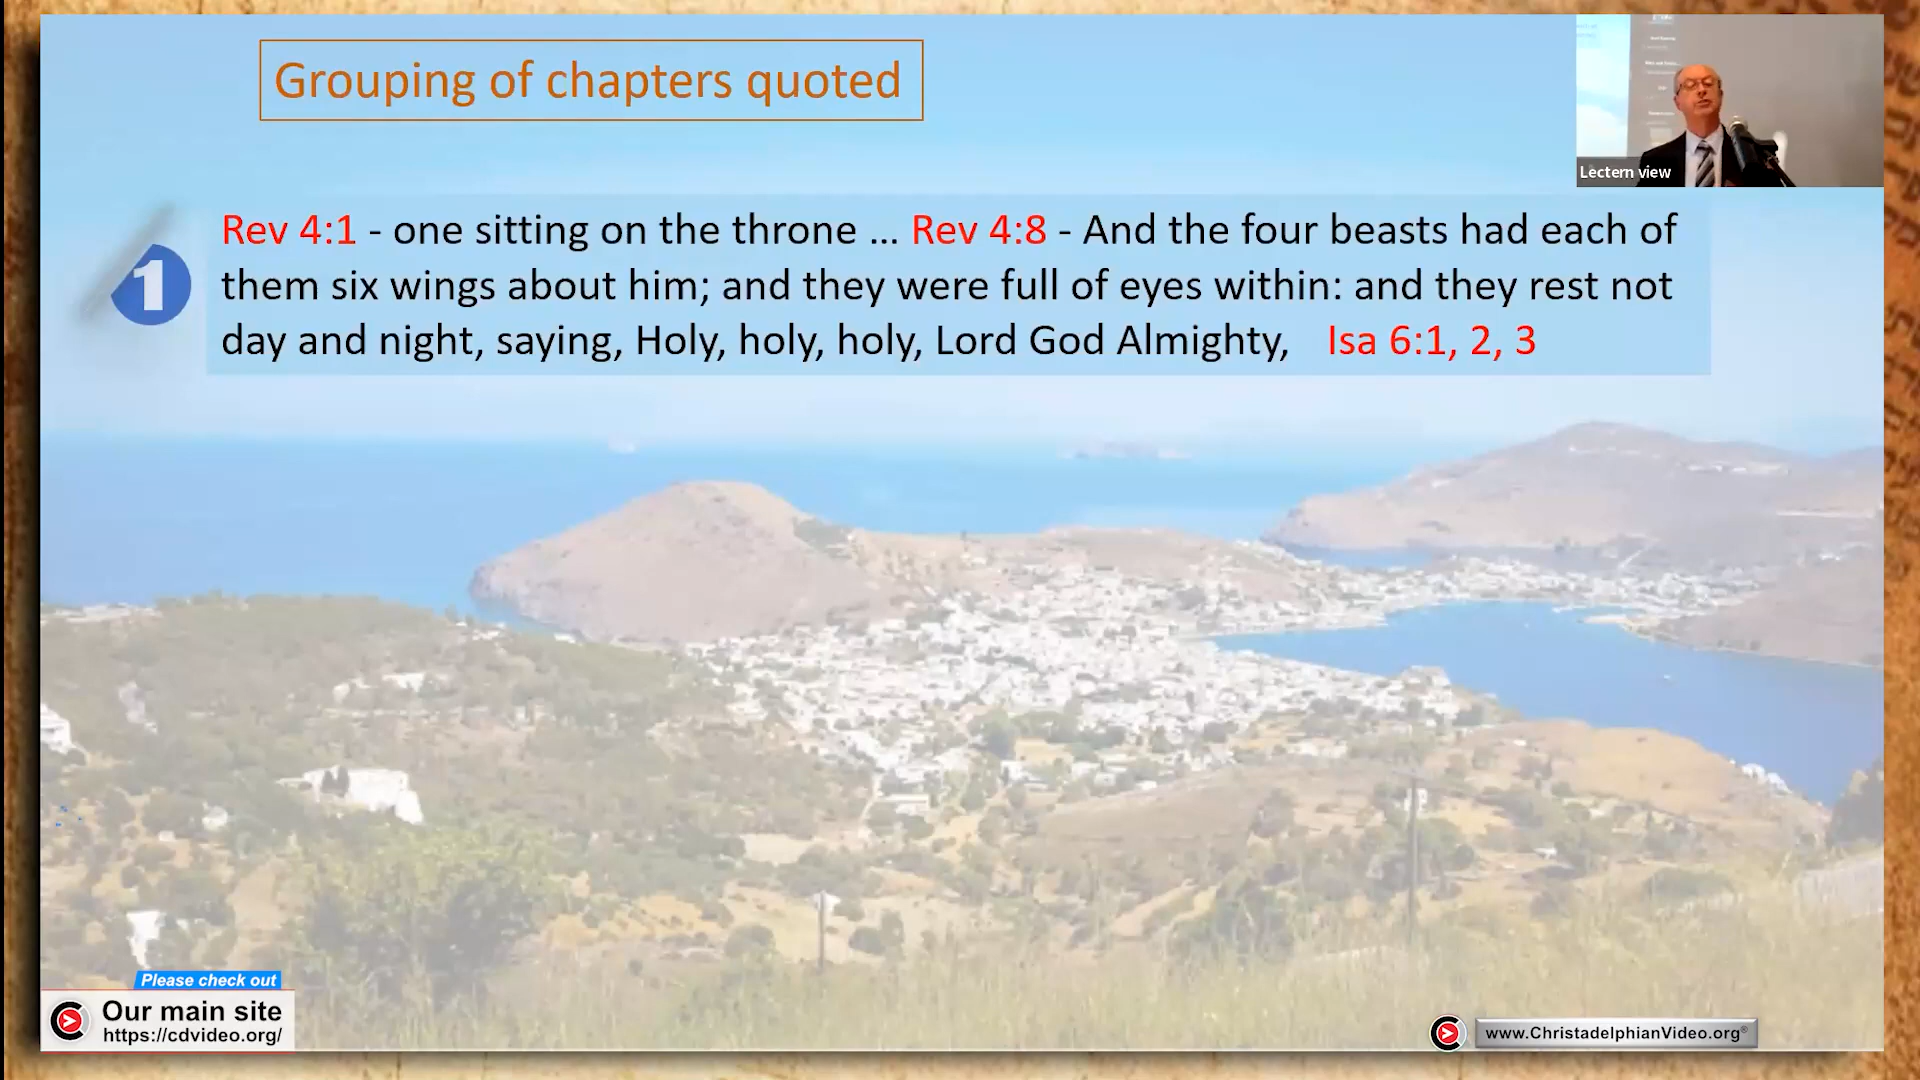 Grouping of chapters quoted
Lectern view
1
Rev 4:1 - one sitting on the throne ... Rev 4:8 - And the four beasts had each of
them six wings about him; and they were full of eyes within: and they rest not
day and night, saying, Holy, holy, holy, Lord God Almighty, Isa 6:1, 2, 3
Please check out
Our main site
https://cdvideo.org/
www.ChristadelphianVideo.org®